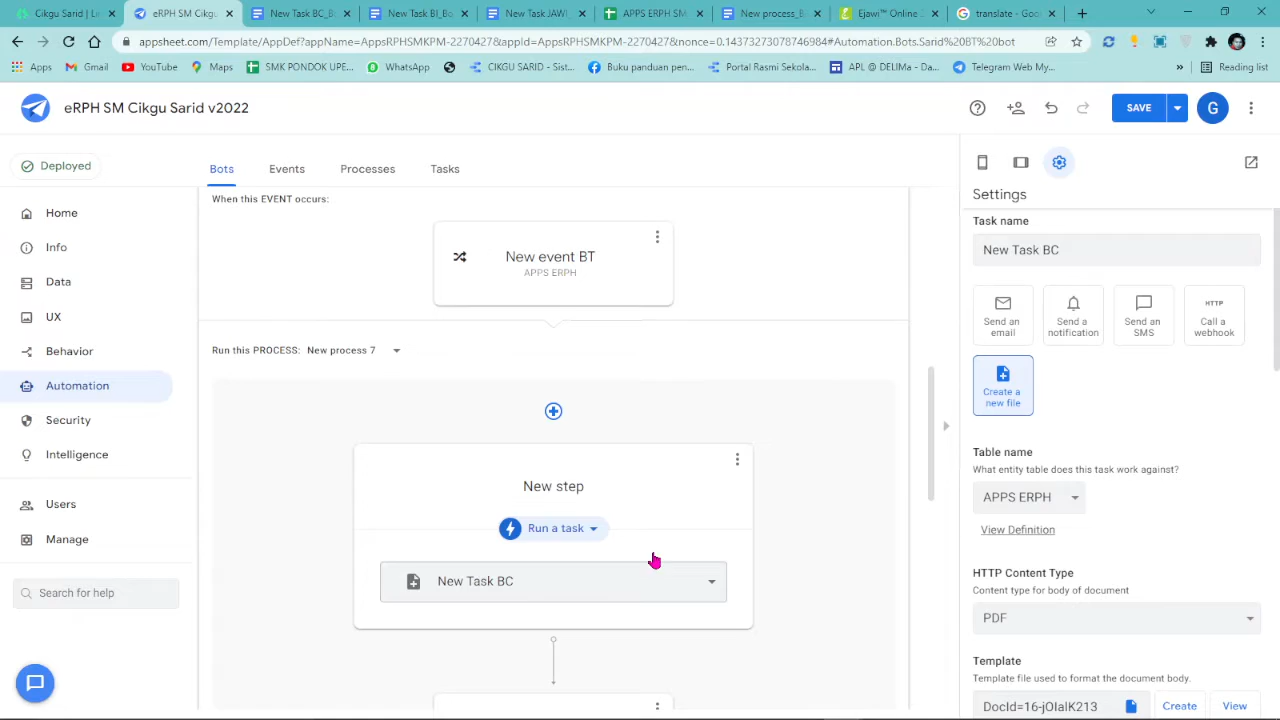 Cikgu Sarid | L
eRPH SM Cikgu
New Task BC_B
New Task BI_Bo
New Task JAWI_
APPS ERPH SM
New process_B
Ejawi™ Online
translate - Goo
appsheet.com/Template/AppDef?appName=AppsRPHSMKPM-2270427&appId=AppsRPHSMKPM-2270427&nonce=0.14373273078746984#Automation.Bots.Sarid%20BT%20bot
Apps
Gmail
YouTube
Maps
SMK PONDOK UPE...
WhatsApp
CIKGU SARID - Sist...
Buku panduan pen...
Portal Rasmi Sekola...
APL @ DELIMa - Da...
Telegram Web My...
»
Reading list
eRPH SM Cikgu Sarid v2022
SAVE
G
Deployed
Bots
Events
Processes
Tasks
Home
Info
Data
UX
Behavior
Automation
Security
Intelligence
Users
Manage
Search for help
When this EVENT occurs:
New event BT
APPS ERPH
Run this PROCESS: New process 7
New step
Run a task
New Task BC
Settings
Task name
New Task BC
Send an
email
Send a
notification
Send an
SMS
HTTP
Call a
webhook
Create a
new file
Table name
What entity table does this task work against?
APPS ERPH
View Definition
HTTP Content Type
Content type for body of document
PDF
Template
Template file used to format the document body.
DocId=16-jOIalK213
Create
View